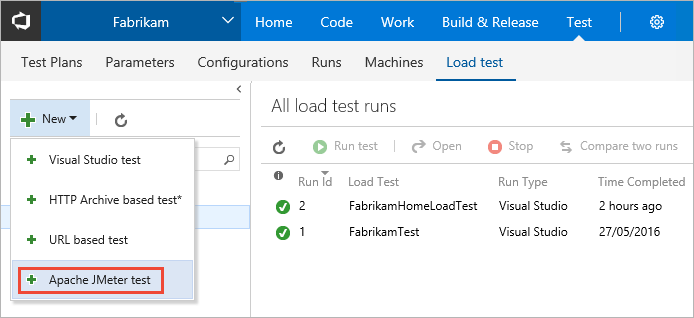 Fabrikam Home Code Work Build & Release Test
Test Plans Parameters Configurations Runs Machines Load test
New
Visual Studio test
HTTP Archive based test*
URL based test
Apache JMeter test
All load test runs
Run test Open Stop Compare two runs
Run Id Load Test Run Type Time Completed
2 FabrikamHomeLoadTest Visual Studio 2 hours ago
1 FabrikamTest Visual Studio 27/05/2016